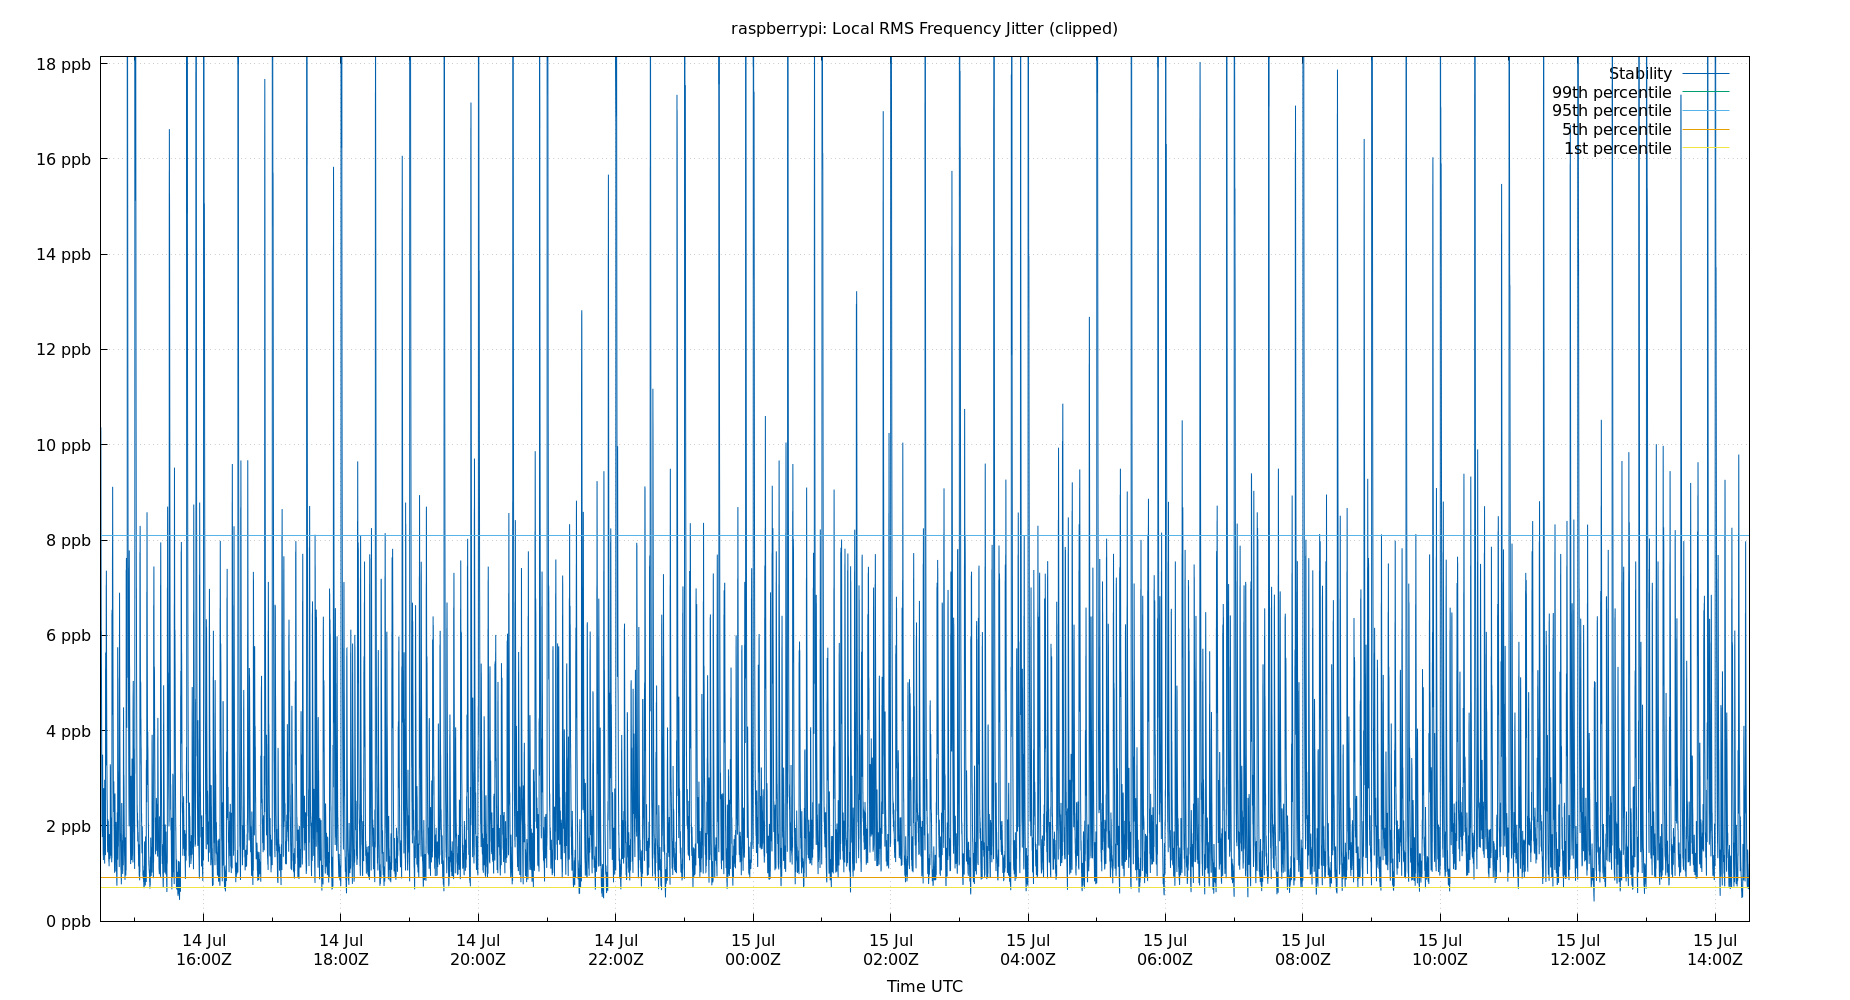 raspberrypi: Local RMS Frequency Jitter (clipped)
18 ppb
16 ppb
14 ppb
12 ppb
10 ppb
8 ppb
6 ppb
4 ppb
2 ppb
0 ppb
Stability
99th percentile
95th percentile
5th percentile
1st percentile
14 Jul
16:00Z
14 Jul
18:00Z
14 Jul
20:00Z
14 Jul
22:00Z
15 Jul
00:00Z
15 Jul
02:00Z
15 Jul
04:00Z
15 Jul
06:00Z
15 Jul
08:00Z
15 Jul
10:00Z
15 Jul
12:00Z
15 Jul
14:00Z
Time UTC